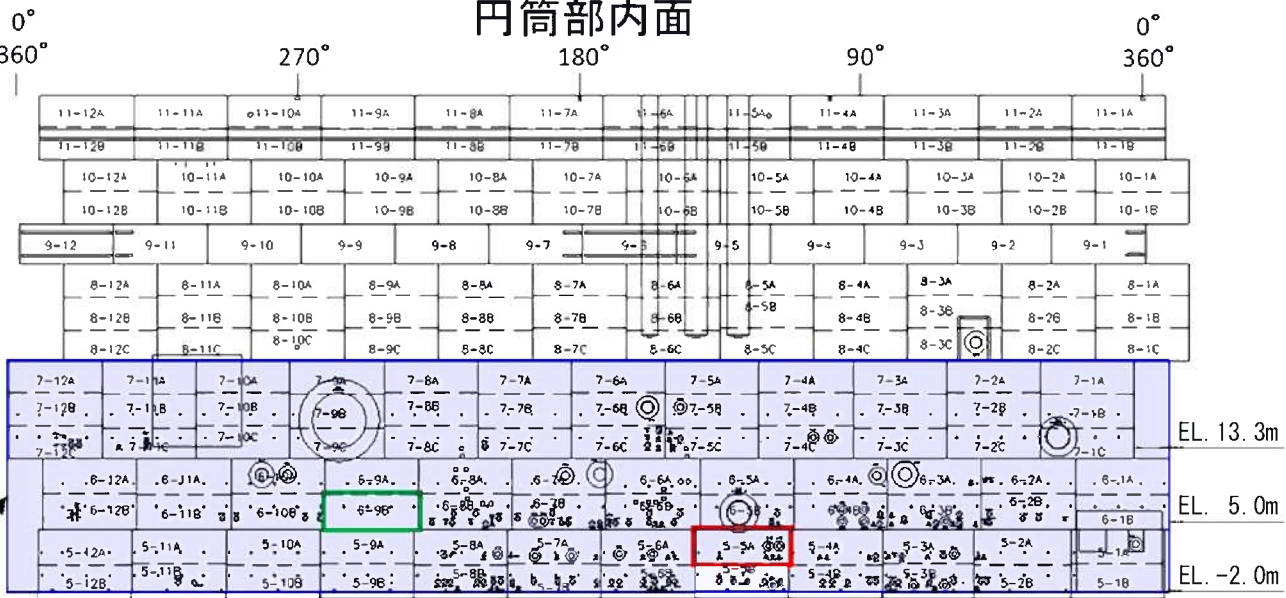 円筒部内面
0° 0°
360° 270° 180° 90° 360°
11-12A 11-11A 11-10A 11-9A 11-8A 11-7A 11-6A 11-5A 11-4A 11-3A 11-2A 11-1A
11-12B 11-11B 11-10B 11-9B 11-8B 11-7B 11-6B 11-5B 11-4B 11-3B 11-2B 11-1B
10-12A 10-11A 10-10A 10-9A 10-8A 10-7A 10-6A 10-5A 10-4A 10-3A 10-2A 10-1A
10-12B 10-11B 10-10B 10-9B 10-8B 10-7B 10-6B 10-5B 10-4B 10-3B 10-2B 10-1B
9-12 9-11 9-10 9-9 9-8 9-7 9-6 9-5 9-4 9-3 9-2 9-1
8-12A 8-11A 8-10A 8-9A 8-8A 8-7A 8-6A 8-5A 8-4A 8-3A 8-2A 8-1A
8-12B 8-11B 8-10B 8-9B 8-8B 8-7B 8-6B 8-5B 8-4B 8-3B 8-2B 8-1B
8-12C 8-11C 8-10C 8-9C 8-8C 8-7C 8-6C 8-5C 8-4C 8-3C 8-2C 8-1C
7-12A 7-11A 7-10A 7-9A 7-8A 7-7A 7-6A 7-5A 7-4A 7-3A 7-2A 7-1A
7-12B 7-11B 7-10B 7-9B 7-8B 7-7B 7-6B 7-5B 7-4B 7-3B 7-2B 7-1B
7-12C 7-11C 7-10C 7-9C 7-8C 7-7C 7-6C 7-5C 7-4C 7-3C 7-2C 7-1C
EL. 13.3m
6-12A 6-11A 6-9A 6-8A 6-6A 6-5A 6-4A 6-3A 6-2A 6-1A
6-12B 6-11B 6-10B 6-9B 6-8B 6-7B 6-2B 6-1B
EL. 5.0m
5-12A 5-11A 5-10A 5-9A 5-8A 5-7A 5-6A 5-5A 5-4A 5-3A 5-2A 5-1A
5-12B 5-11B 5-10B 5-9B 5-8B 5-5B 5-4B 5-3B 5-2B 5-1B
EL.-2.0m